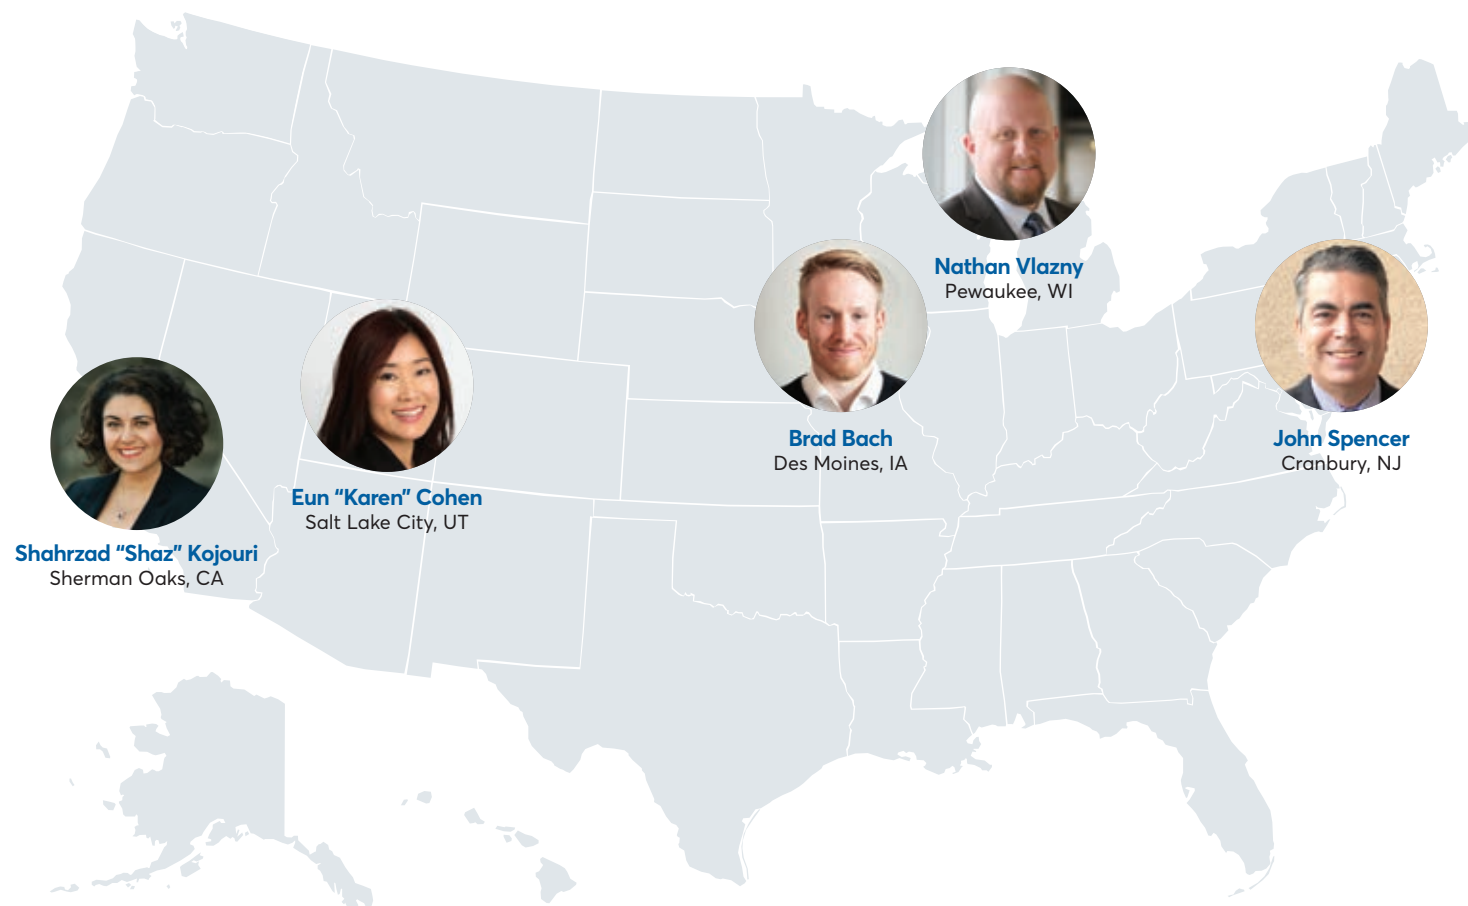 Nathan Vlazny
Pewaukee, WI
Brad Bach
Des Moines, IA
John Spencer
Cranbury, NJ
Eun “Karen” Cohen
Salt Lake City, UT
Shahrzad “Shaz” Kojouri
Sherman Oaks, CA